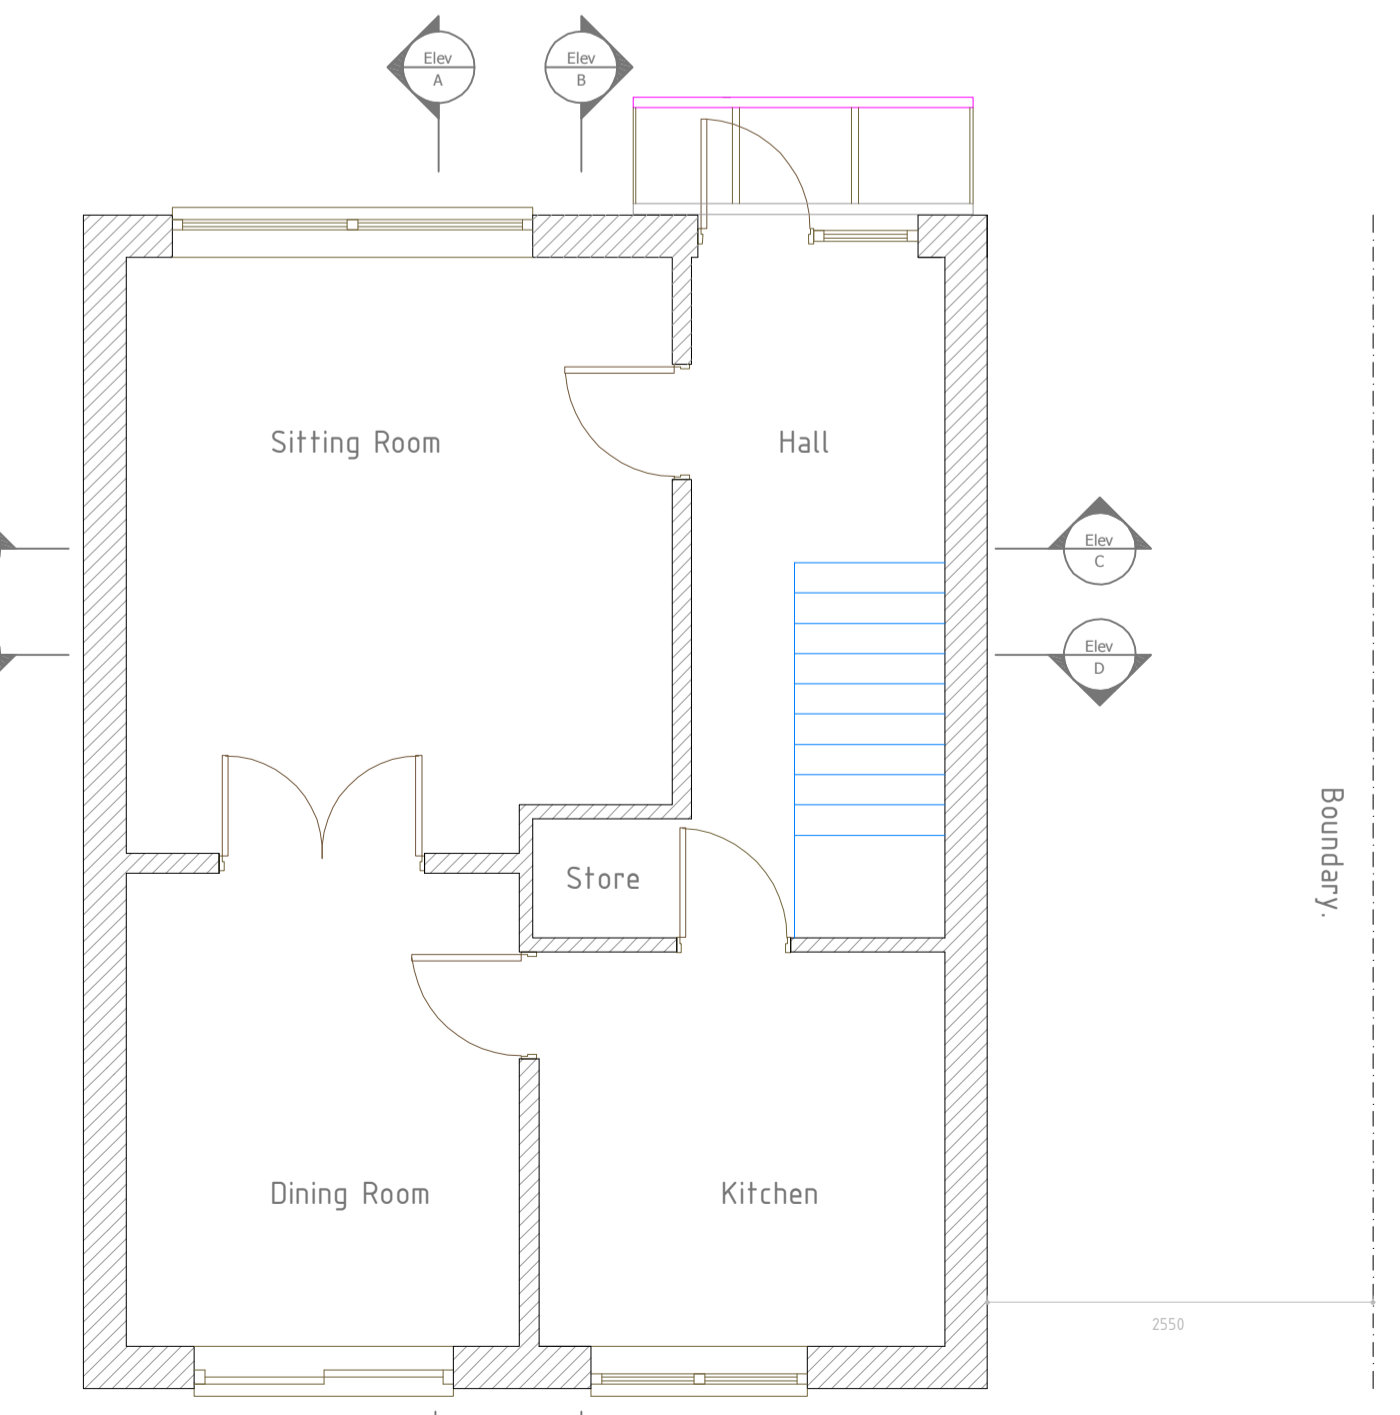 Elev
A
Elev
B
Sitting Room
Hall
Elev
C
Elev
D
Boundary.
Store
Dining Room
Kitchen
2550